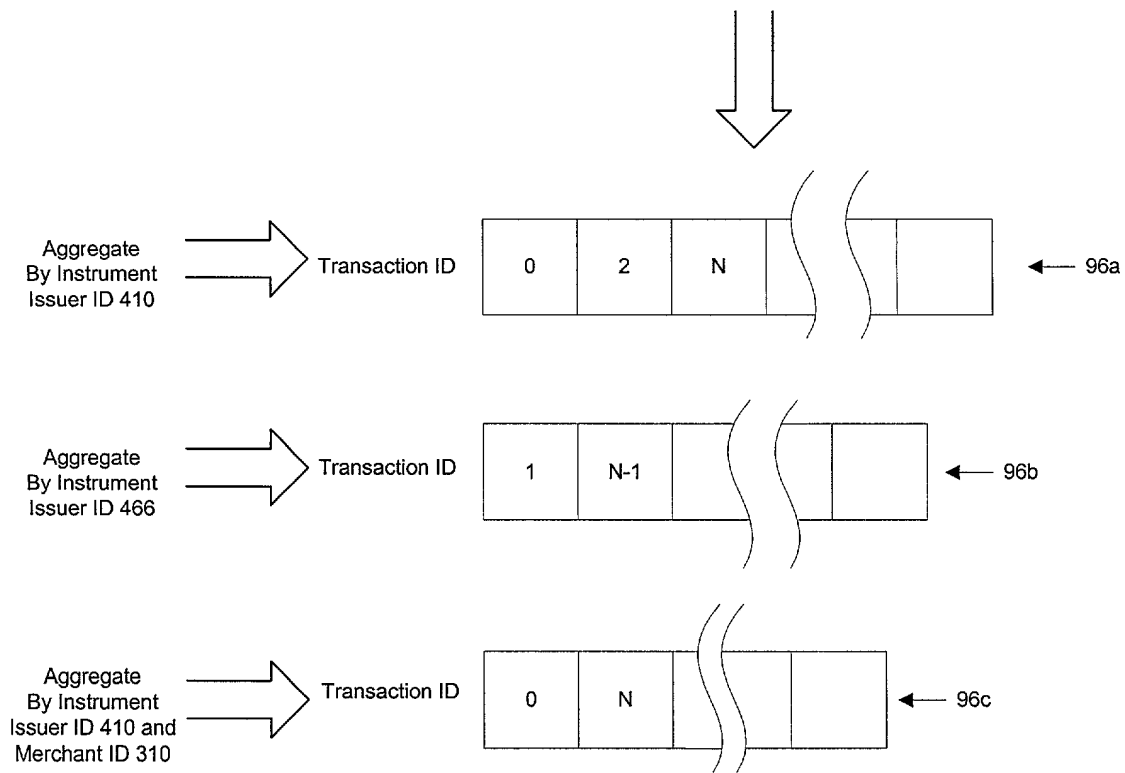 Aggregate
By Instrument
Issuer ID 410
Transaction ID
0 2 N
96a
Aggregate
By Instrument
Issuer ID 466
Transaction ID
1 N-1
96b
Aggregate
By Instrument
Issuer ID 410 and
Merchant ID 310
Transaction ID
0 N
96c